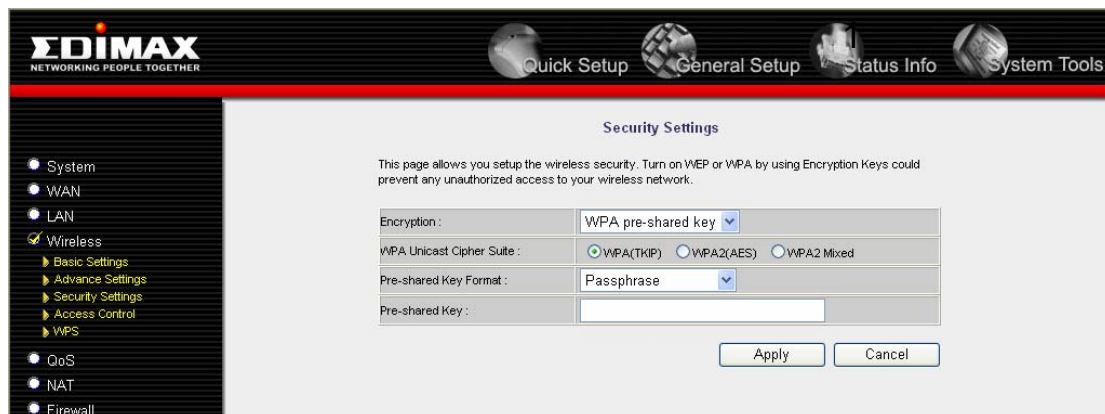 EDIMAX
NETWORKING PEOPLE TOGETHER
Quick Setup
General Setup
Status Info
System Tools
System
WAN
LAN
Wireless
Basic Settings
Advance Settings
Security Settings
Access Control
WPS
QoS
NAT
Firewall
Security Settings
This page allows you setup the wireless security. Turn on WEP or WPA by using Encryption Keys could
prevent any unauthorized access to your wireless network.
Encryption : WPA pre-shared key
WPA Unicast Cipher Suite : WPA(TKIP) WPA2(AES) WPA2 Mixed
Pre-shared Key Format : Passphrase
Pre-shared Key :
Apply Cancel